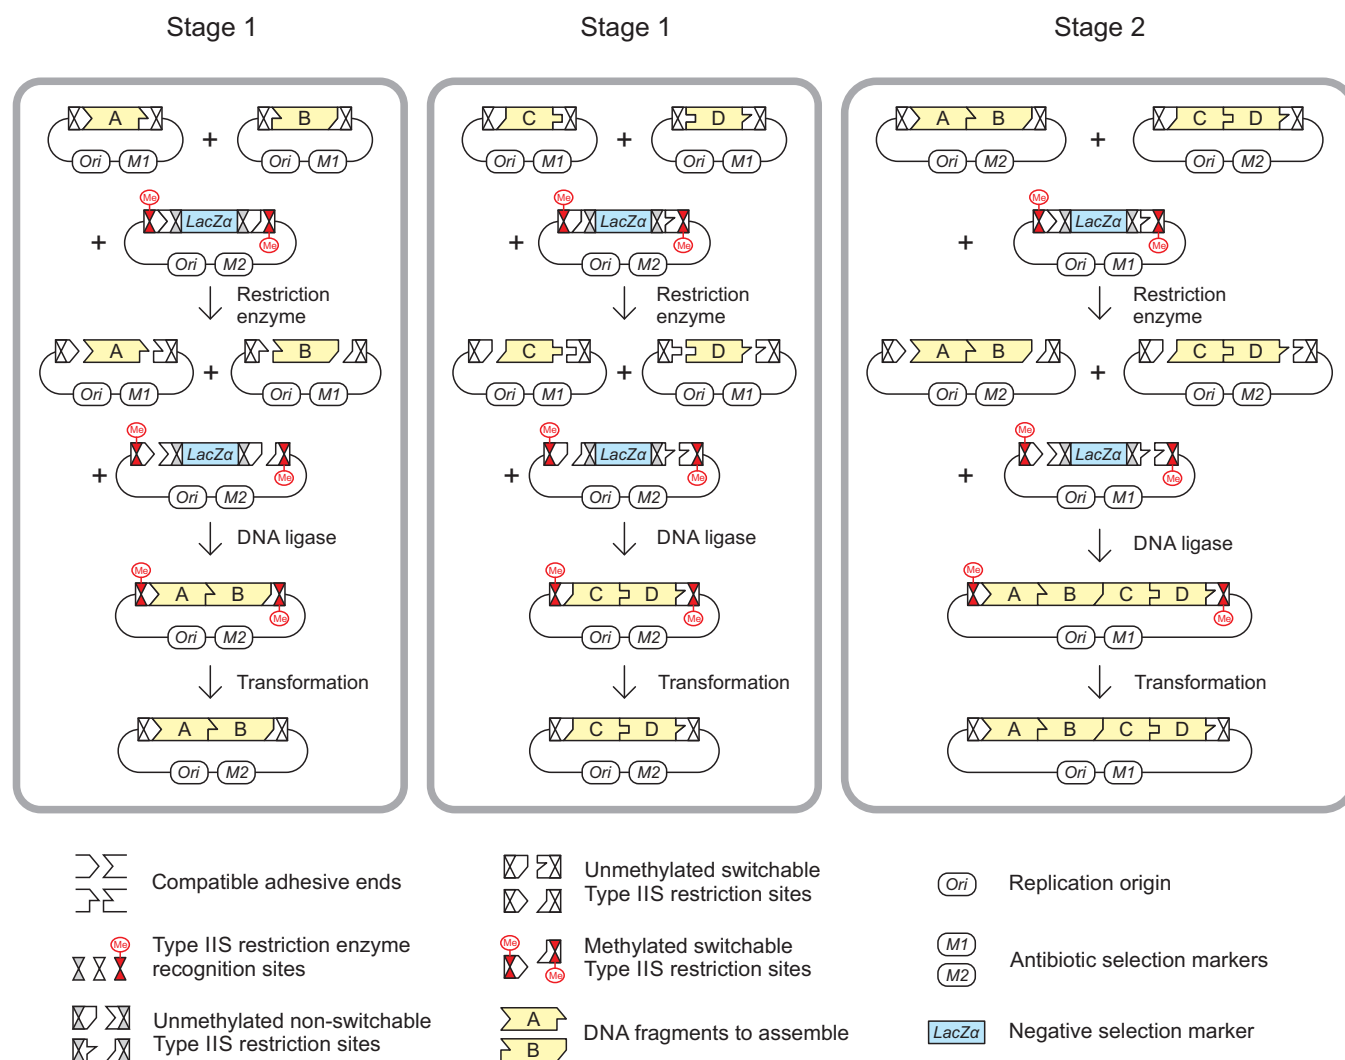 Stage 1
Stage 1
Stage 2
A
B
Ori
M1
+
Ori
M1
Me
LacZα
Me
+
Ori
M2
Restriction
enzyme
A
B
Ori
M1
+
Ori
M1
Me
LacZα
Me
+
Ori
M2
DNA ligase
Me
A B
Me
Ori
M2
Transformation
A B
Ori
M2
C
D
+
Ori
M1
Ori
M1
Me
LacZα
Me
+
Ori
M2
Restriction
enzyme
C
D
+
Ori
M1
Ori
M1
Me
LacZα
Me
+
Ori
M2
DNA ligase
Me
C D
Me
Ori
M2
Transformation
C D
Ori
M2
A B
C D
+
Ori
M2
Ori
M2
Me
LacZα
Me
+
Ori
M1
Restriction
enzyme
A B
C D
+
Ori
M2
Ori
M2
Me
LacZα
Me
+
Ori
M1
DNA ligase
Me
A B C D
Me
Ori
M1
Transformation
A B C D
Ori
M1
Compatible adhesive ends
Me
Type IIS restriction enzyme
recognition sites
Unmethylated non-switchable
Type IIS restriction sites
Unmethylated switchable
Type IIS restriction sites
Me
Me
Methylated switchable
Type IIS restriction sites
A
B
DNA fragments to assemble
Ori
Replication origin
M1
M2
Antibiotic selection markers
LacZα
Negative selection marker